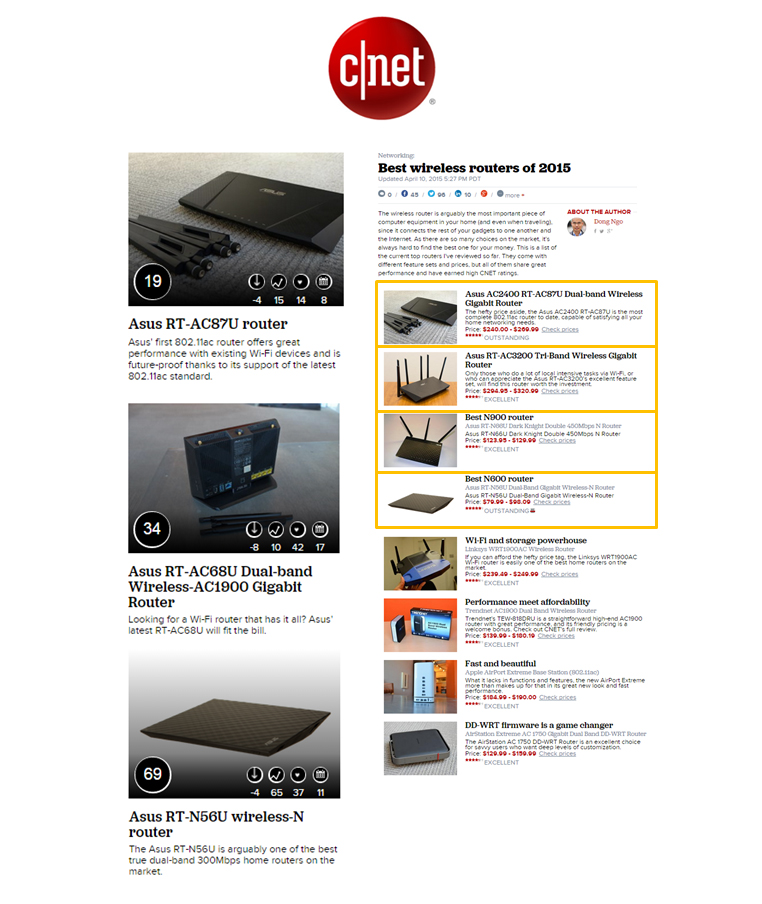 c|net
®
ASUS
19
-4 15 14 8
Asus RT-AC87U router
Asus' first 802.11ac router offers great
performance with existing Wi-Fi devices and is
future-proof thanks to its support of the latest
802.11ac standard.
34
-8 10 42 17
Asus RT-AC68U Dual-band
Wireless-AC1900 Gigabit
Router
Looking for a Wi-Fi router that has it all? Asus'
latest RT-AC68U will fit the bill.
69
-4 65 37 11
Asus RT-N56U wireless-N
router
The Asus RT-N56U is arguably one of the best
true dual-band 300Mbps home routers on the
market.
Networking:
Best wireless routers of 2015
Updated April 10, 2015 5:27 PM PDT
0 / 45 / 96 / 10 / / more
The wireless router is arguably the most important piece of
computer equipment in your home (and even when traveling),
since it connects the rest of your gadgets to one another and
the Internet. As there are so many choices on the market, it's
always hard to find the best one for your money. This is a list of
the current top routers I've reviewed so far. They come with
different feature sets and prices, but all of them share great
performance and have earned high CNET ratings.
ABOUT THE AUTHOR
Dong Ngo
Asus AC2400 RT-AC87U Dual-band Wireless
Gigabit Router
The hefty price aside, the Asus AC2400 RT-AC87U is the most
complete 802.11ac router to date, capable of satisfying all your
home networking needs.
Price: $240.00 - $269.99 Check prices
***** OUTSTANDING
Asus RT-AC3200 Tri-Band Wireless Gigabit
Router
Only those who do a lot of local intensive tasks via Wi-Fi, or
who can appreciate the Asus RT-AC3200's excellent feature
set, will find this router worth the investment.
Price: $294.95 - $320.99 Check prices
EXCELLENT
Best N900 router
Asus RT-N66U Dark Knight Double 450Mbps N Router
Asus RT-N66U Dark Knight Double 450Mbps N Router
Price: $123.95 - $129.99 Check prices
EXCELLENT
Best N600 router
Asus RT-N56U Dual-Band Gigabit Wireless-N Router
Asus RT-N56U Dual-Band Gigabit Wireless-N Router
Price: $79.99 - $98.09 Check prices
***** OUTSTANDING
Wi-Fi and storage powerhouse
Linksys WRT1900AC Wireless Router
If you can afford the hefty price tag, the Linksys WRT1900AC
Wi-Fi router is easily one of the best home routers on the
market.
Price: $239.49 - $249.99 Check prices
EXCELLENT
Performance meet affordability
Trendnet AC1900 Dual Band Wireless Router
Trendnet's TEW-818DRU is a straightforward high-end AC1900
router with great performance, and its friendly pricing is a
welcome bonus. Check out CNET's full review.
Price: $139.99 - $180.19 Check prices
EXCELLENT
Fast and beautiful
Apple AirPort Extreme Base Station (802.11ac)
What it lacks in functions and features, the new AirPort Extreme
more than makes up for that in its great new look and fast
performance.
Price: $184.99 - $190.00 Check prices
EXCELLENT
DD-WRT firmware is a game changer
AirStation Extreme AC 1750 Gigabit Dual Band DD-WRT Router
The AirStation AC 1750 DD-WRT Router is an excellent choice
for savvy users who want deep levels of customization.
Price: $129.99 - $159.99 Check prices
EXCELLENT